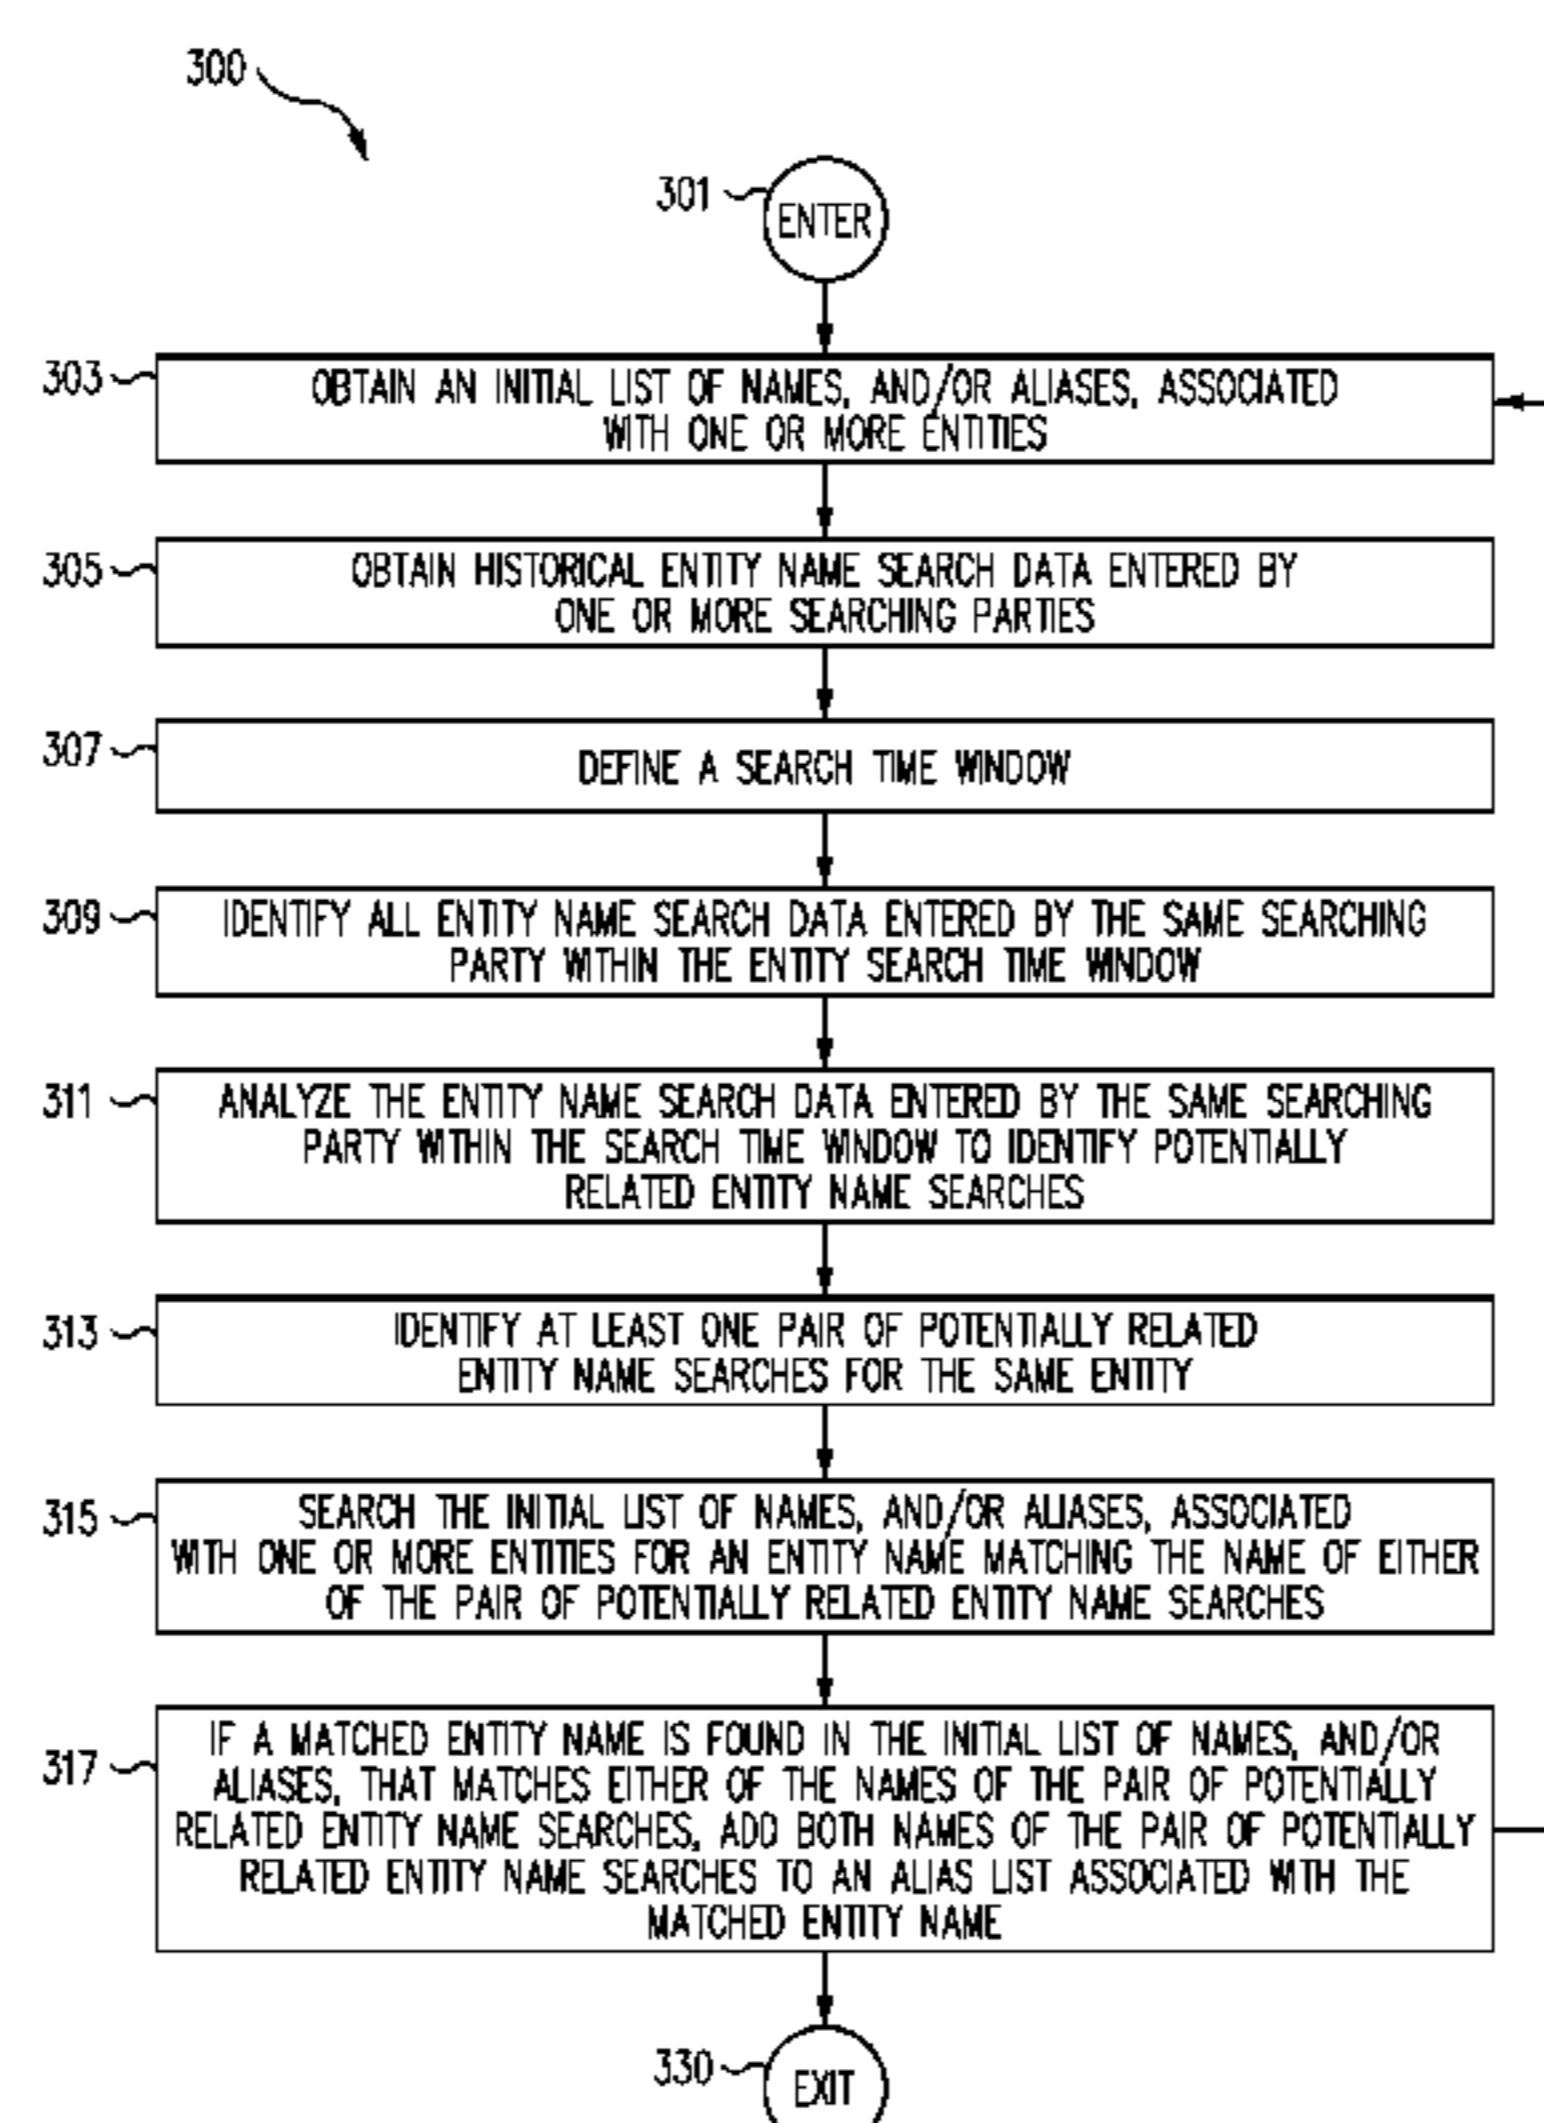 300
301
ENTER
303
OBTAIN AN INITIAL LIST OF NAMES, AND/OR ALIASES, ASSOCIATED
WITH ONE OR MORE ENTITIES
305
OBTAIN HISTORICAL ENTITY NAME SEARCH DATA ENTERED BY
ONE OR MORE SEARCHING PARTIES
307
DEFINE A SEARCH TIME WINDOW
309
IDENTIFY ALL ENTITY NAME SEARCH DATA ENTERED BY THE SAME SEARCHING
PARTY WITHIN THE ENTITY SEARCH TIME WINDOW
311
ANALYZE THE ENTITY NAME SEARCH DATA ENTERED BY THE SAME SEARCHING
PARTY WITHIN THE SEARCH TIME WINDOW TO IDENTIFY POTENTIALLY
RELATED ENTITY NAME SEARCHES
313
IDENTIFY AT LEAST ONE PAIR OF POTENTIALLY RELATED
ENTITY NAME SEARCHES FOR THE SAME ENTITY
315
SEARCH THE INITIAL LIST OF NAMES, AND/OR ALIASES, ASSOCIATED
WITH ONE OR MORE ENTITIES FOR AN ENTITY NAME MATCHING THE NAME OF EITHER
OF THE PAIR OF POTENTIALLY RELATED ENTITY NAME SEARCHES
317
IF A MATCHED ENTITY NAME IS FOUND IN THE INITIAL LIST OF NAMES, AND/OR
ALIASES, THAT MATCHES EITHER OF THE NAMES OF THE PAIR OF POTENTIALLY
RELATED ENTITY NAME SEARCHES, ADD BOTH NAMES OF THE PAIR OF POTENTIALLY
RELATED ENTITY NAME SEARCHES TO AN ALIAS LIST ASSOCIATED WITH THE
MATCHED ENTITY NAME
330
EXIT